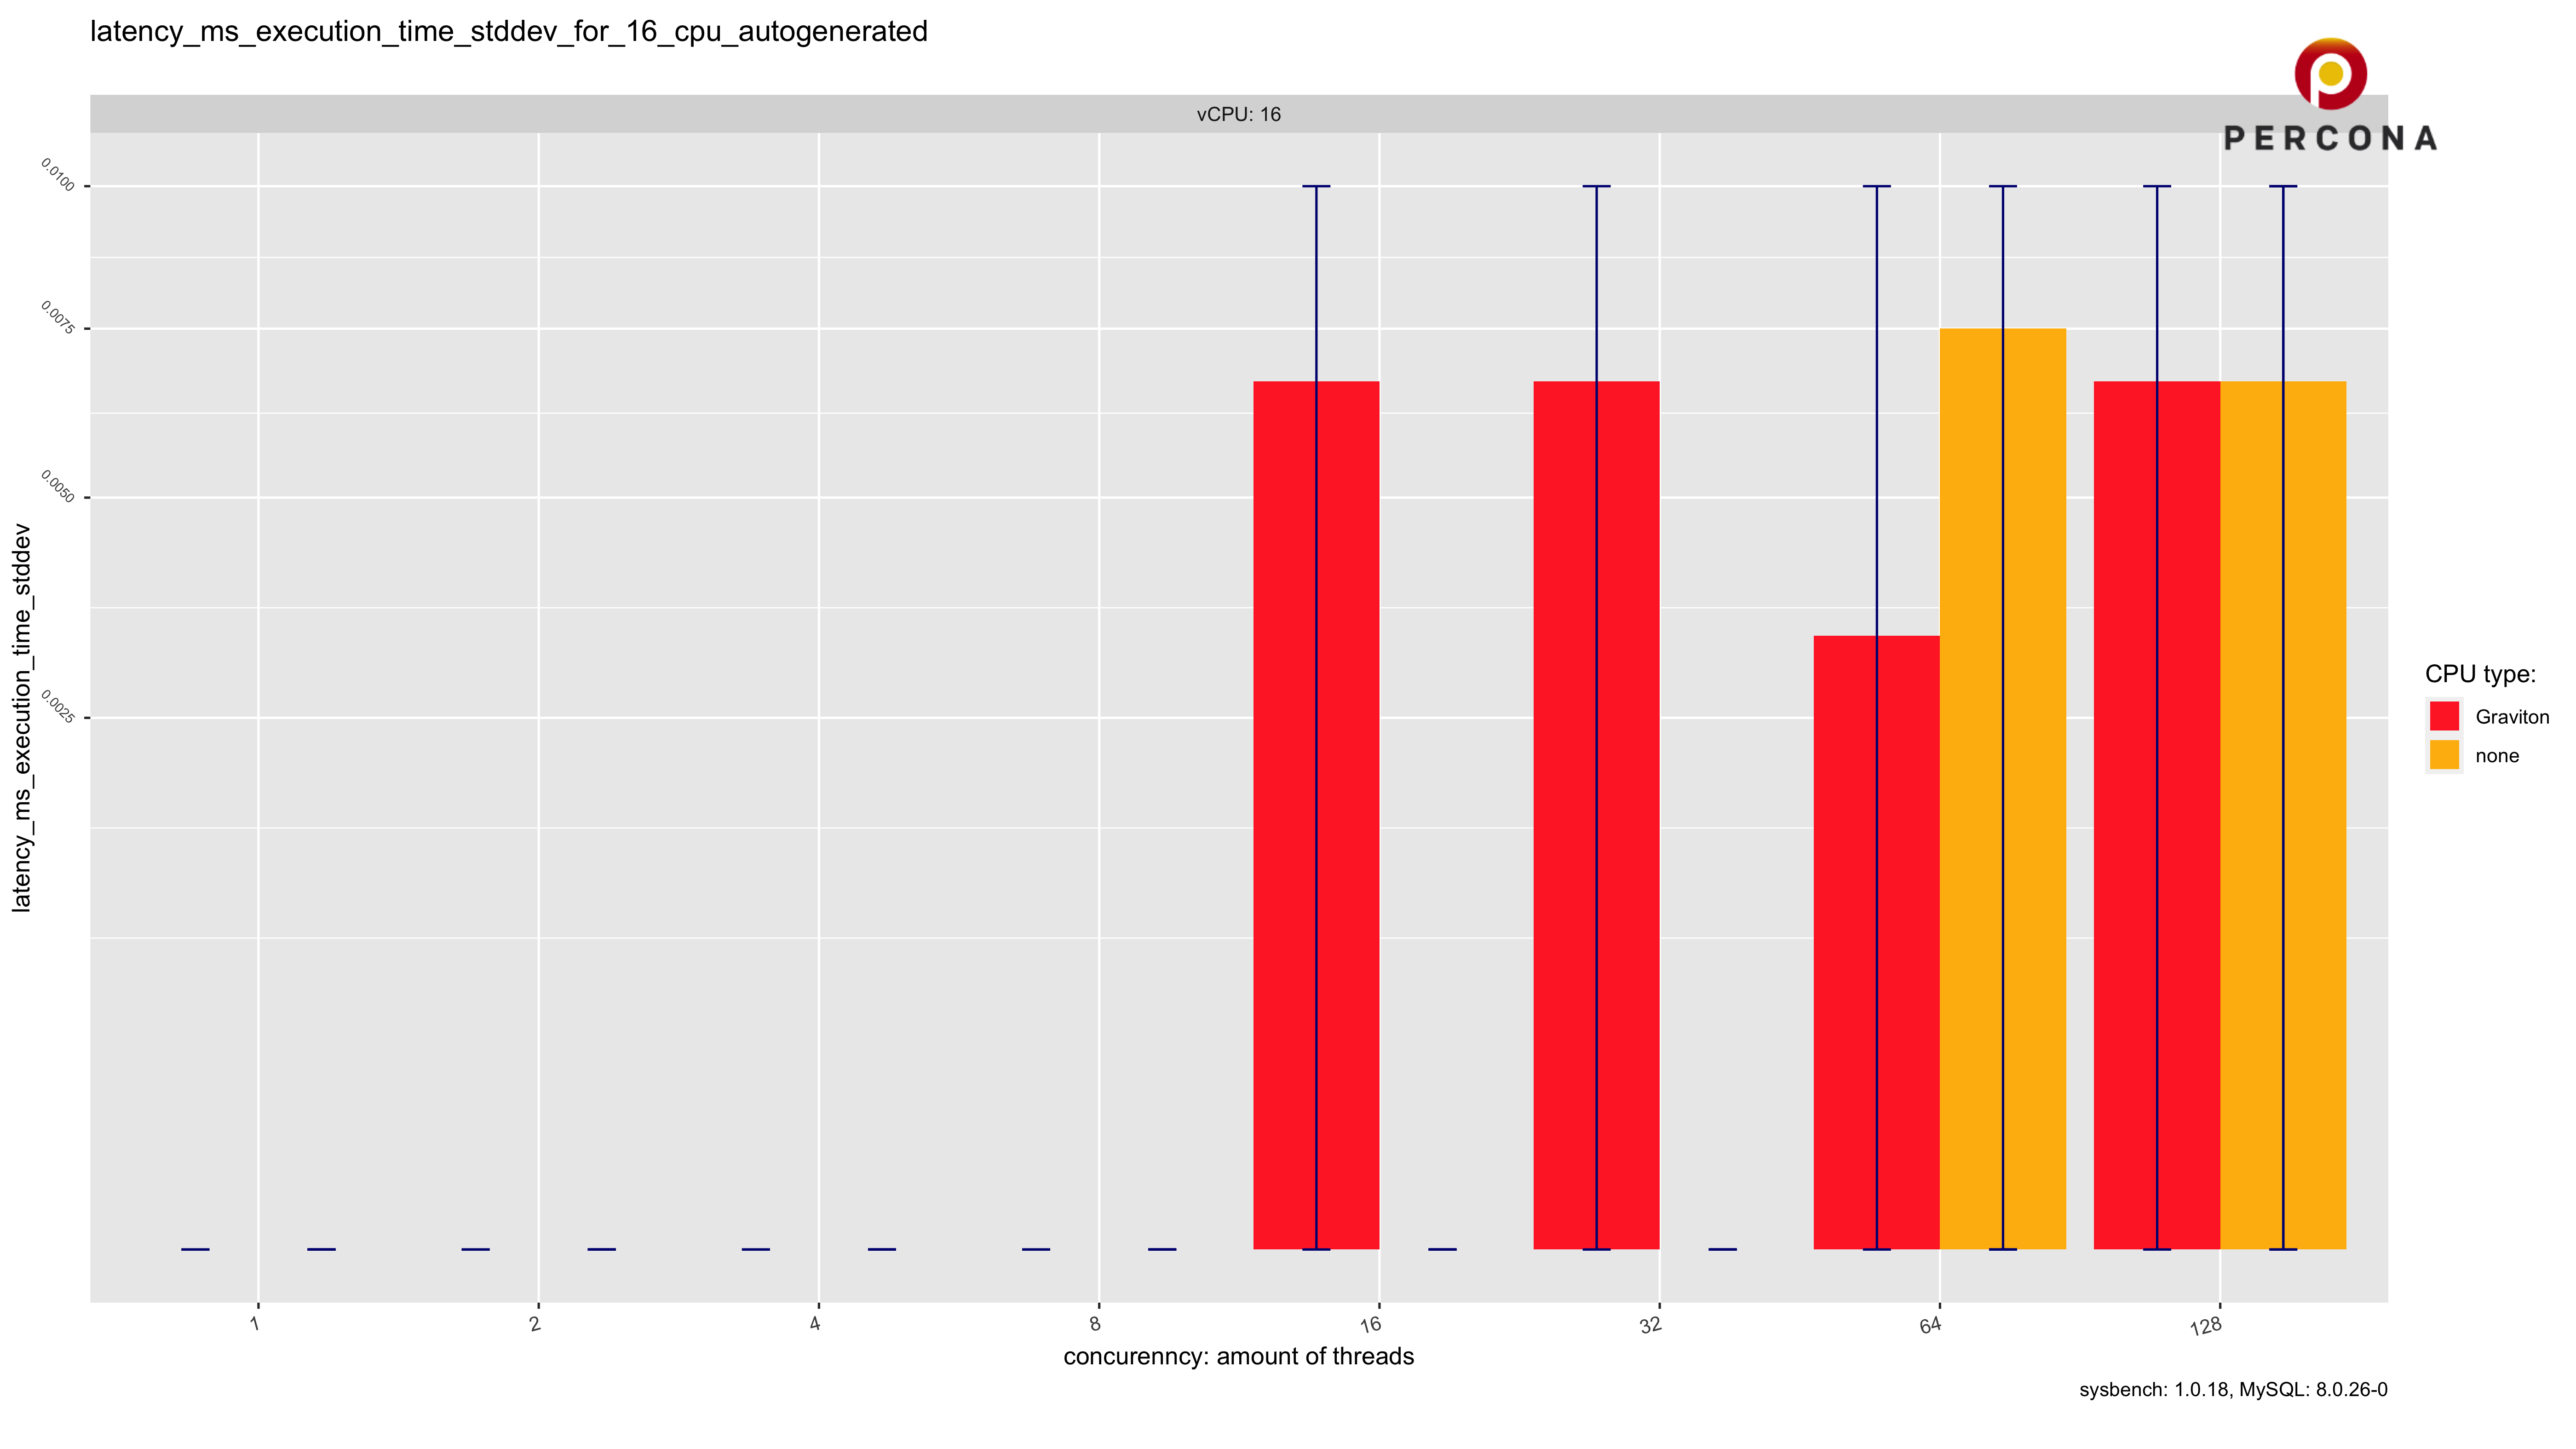 latency_ms_execution_time_stddev_for_16_cpu_autogenerated
PERCONA
vCPU: 16
0.0100
0.0075
0.0050
0.0025
latency_ms_execution_time_stddev
1 2 4 8 16 32 64 128
concurenncy: amount of threads
CPU type:
Graviton
none
sysbench: 1.0.18, MySQL: 8.0.26-0